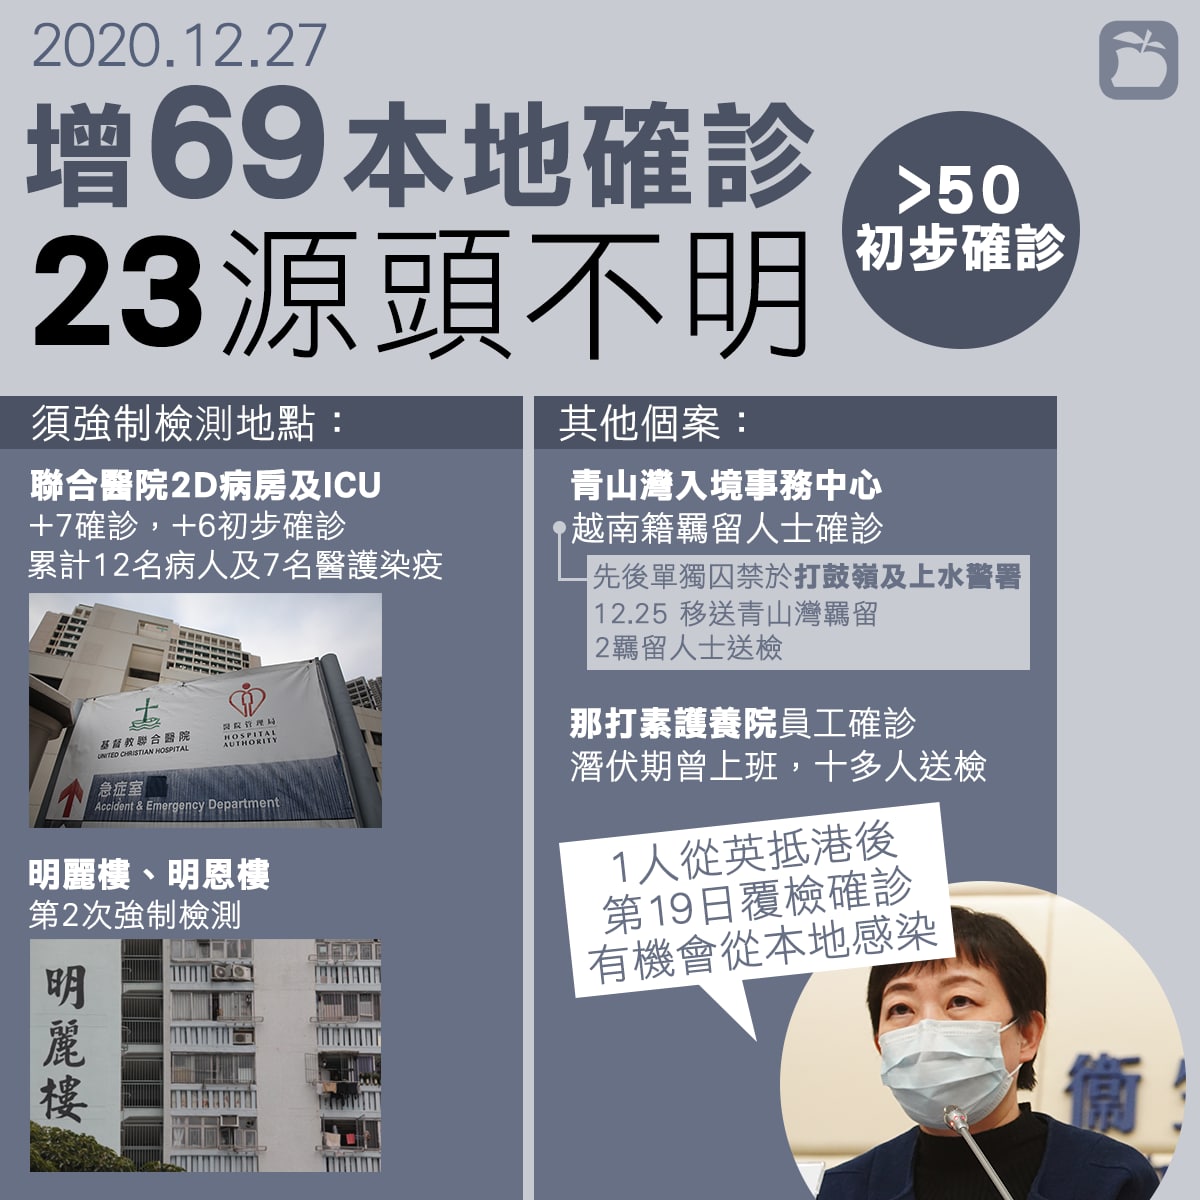 2020.12.27
增69本地確診
23源頭不明
>50
初步確診
須強制檢測地點：
聯合醫院2D病房及ICU
+7確診，+6初步確診
累計12名病人及7名醫護染疫
基督教聯合醫院
UNITED CHRISTIAN HOSPITAL
醫院管理局
HOSPITAL
AUTHORITY
急症室
Accident & Emergency Department
明麗樓、明恩樓
第2次強制檢測
明麗樓
其他個案：
青山灣入境事務中心
越南籍羈留人士確診
先後單獨囚禁於打鼓嶺及上水警署
12.25 移送青山灣羈留
2羈留人士送檢
那打素護養院員工確診
潛伏期曾上班，十多人送檢
1人從英抵港後
第19日覆檢確診
有機會從本地感染
衞